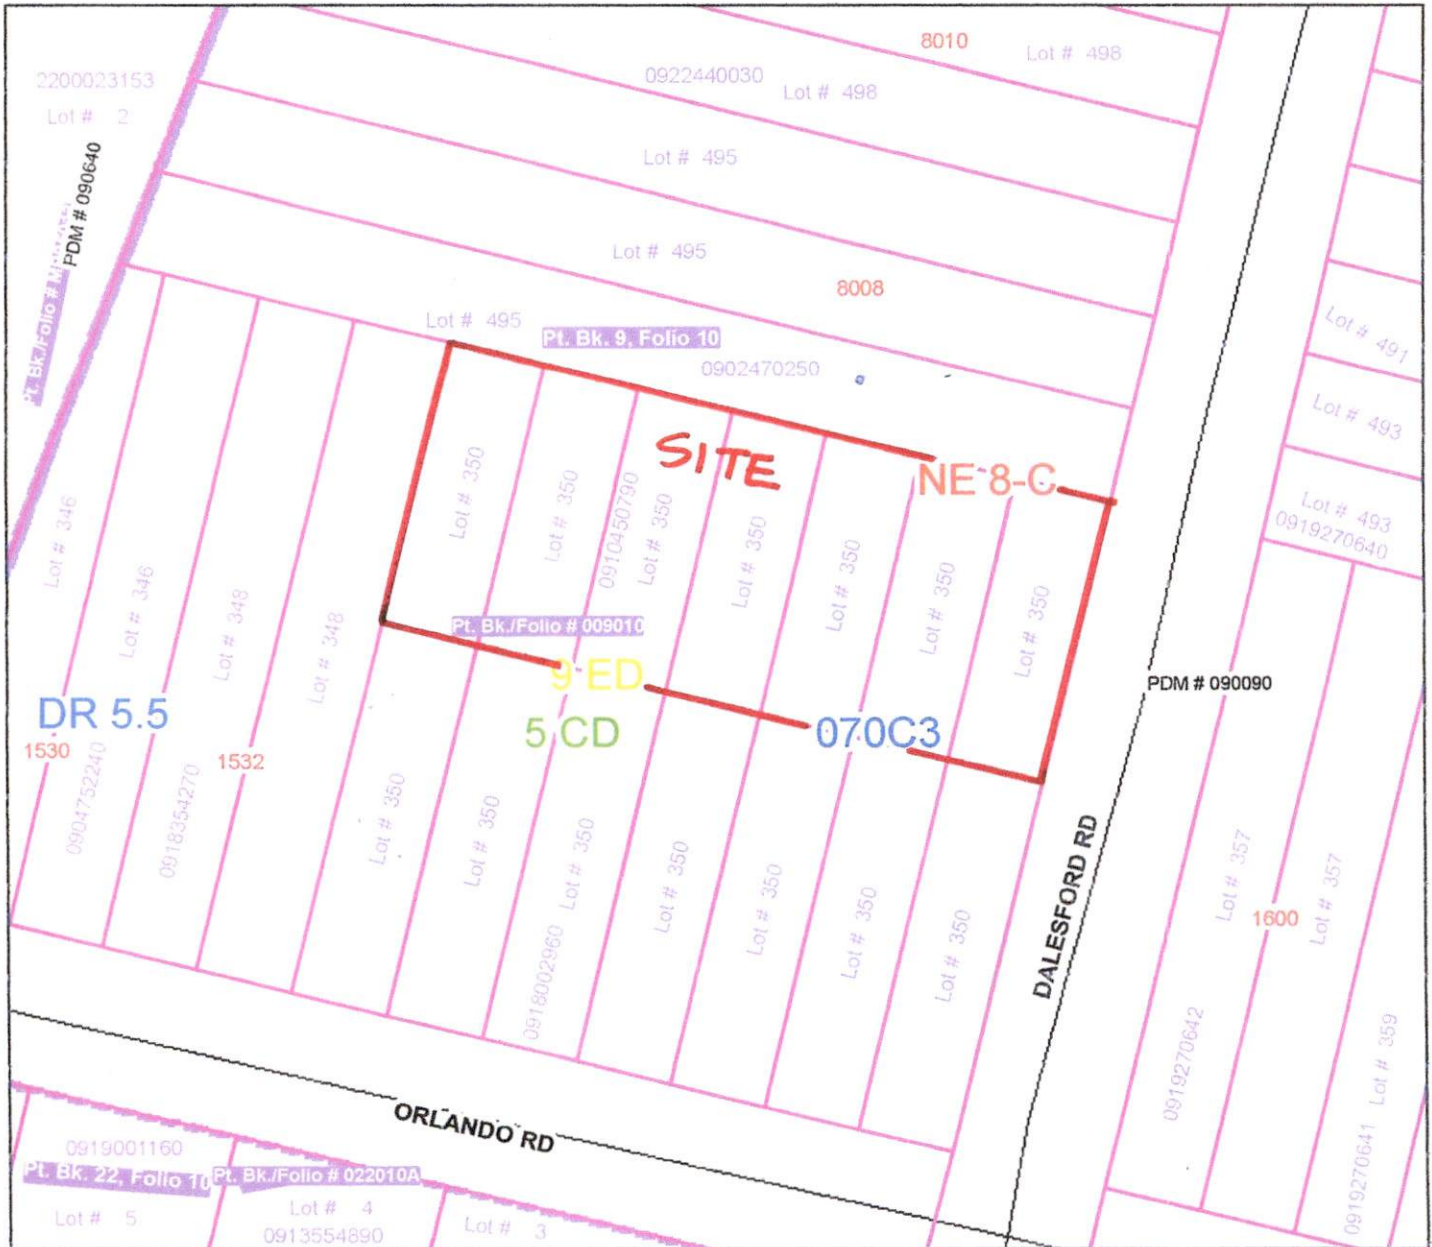 8010
Lot # 498
2200023153
0922440030
Lot # 498
Lot # 2
PDM # 090640
Lot # 495
Pt. Bk./Folio #
Lot # 495
8008
Lot # 495
Pt. Bk. 9, Folio 10
0902470250
Lot # 491
Lot # 493
SITE
NE 8-C
Lot # 493
0919270640
Lot # 346
Lot # 346
Lot # 348
Lot # 348
Lot # 350
Lot # 350
0910450790
Lot # 350
Lot # 350
Lot # 350
Lot # 350
Lot # 350
Pt. Bk./Folio # 009010
9 ED
PDM # 090090
DR 5.5
5 CD
070C3
1530
1532
0904752240
0918354270
Lot # 350
Lot # 350
Lot # 350
0918002960
Lot # 350
Lot # 350
Lot # 350
Lot # 350
DALESFORD RD
Lot # 357
1600
Lot # 357
0919270642
Lot # 359
0919270641
ORLANDO RD
0919001160
Pt. Bk. 22, Folio 10
Pt. Bk./Folio # 022010A
Lot # 5
Lot # 4
0913554890
Lot # 3